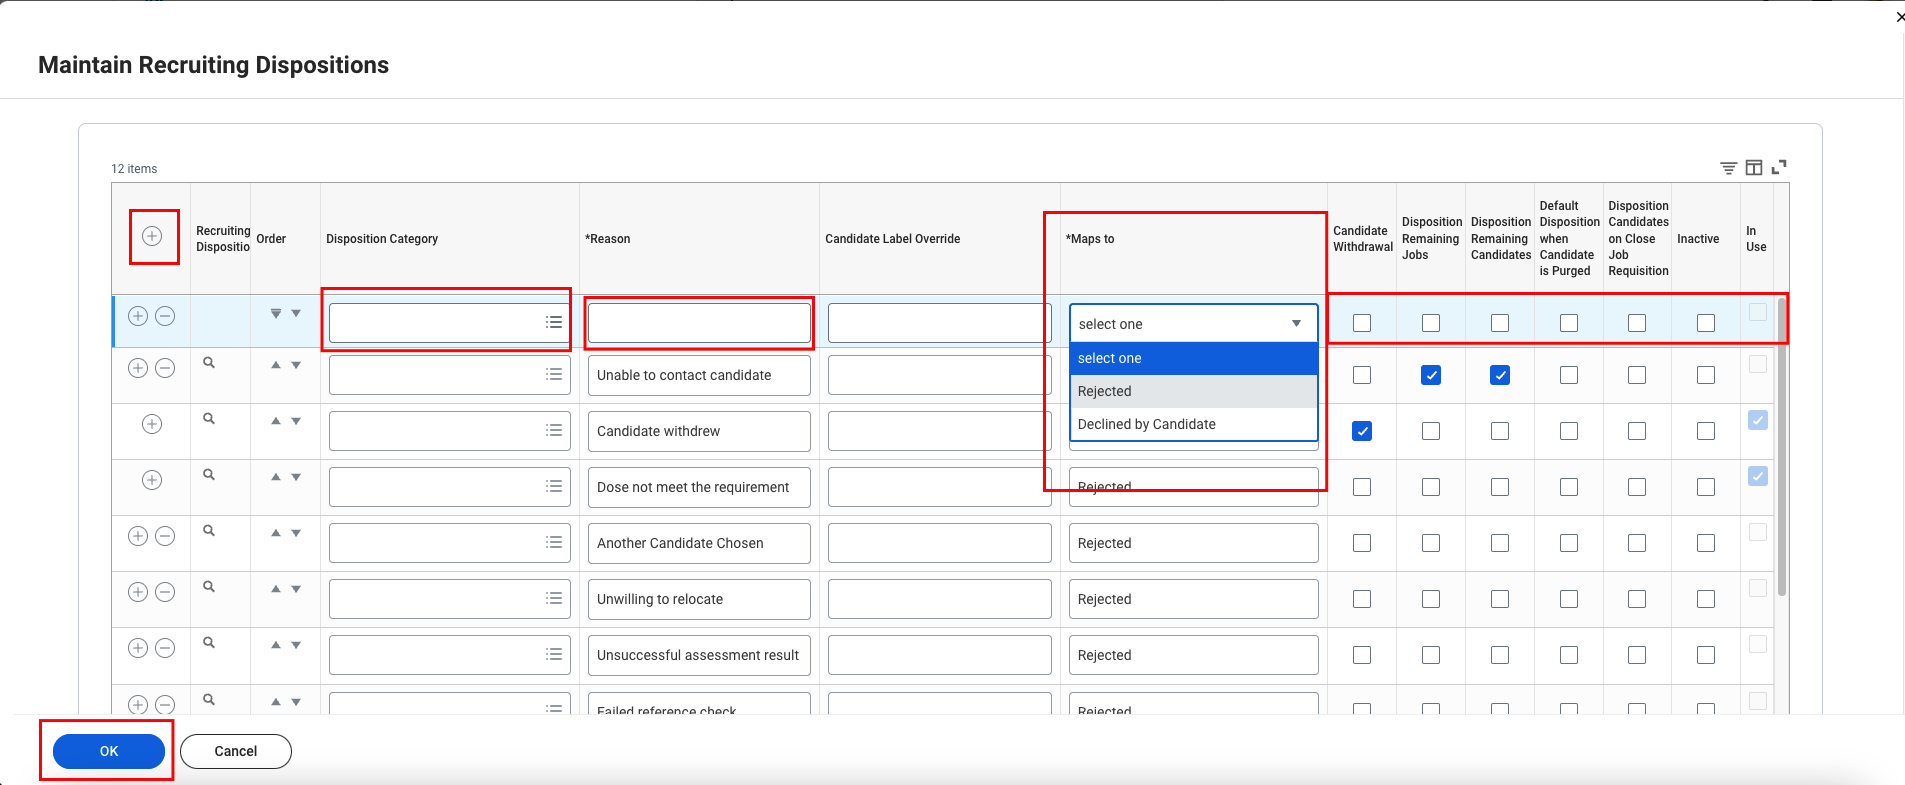 Maintain Recruiting Dispositions
12 items
Recruiting
Dispositio
Order
Disposition Category
*Reason
Candidate Label Override
*Maps to
Candidate
Withdrawal
Disposition
Remaining
Jobs
Disposition
Remaining
Candidates
Default
Disposition
when
Candidate
is Purged
Disposition
Candidates
on Close
Job
Requisition
Inactive
In
Use
select one
select one
Rejected
Declined by Candidate
Unable to contact candidate
Candidate withdrew
Dose not meet the requirement
Rejected
Another Candidate Chosen
Rejected
Unwilling to relocate
Rejected
Unsuccessful assessment result
Rejected
Failed reference check
Rejected
OK
Cancel